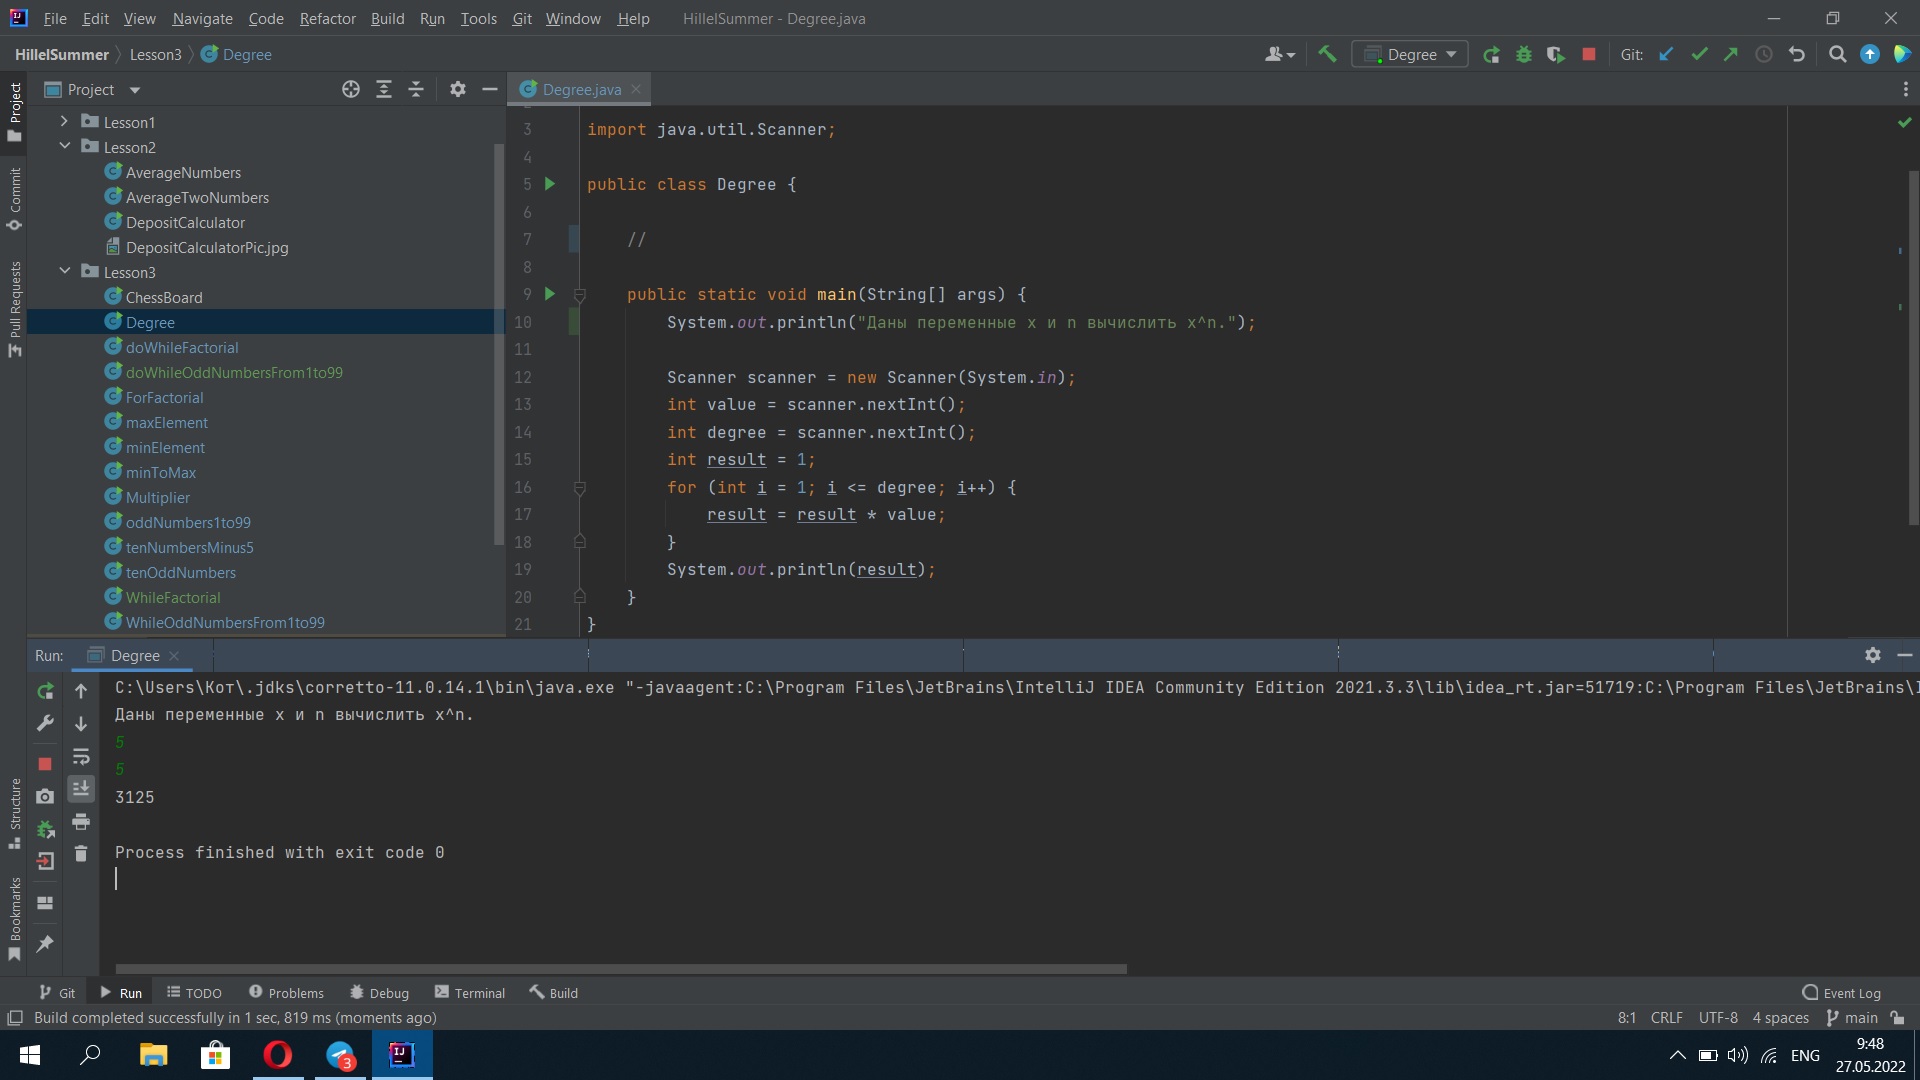 File Edit View Navigate Code Refactor Build Run Tools Git Window Help HillelSummer - Degree.java
HillelSummer Lesson3 Degree
Degree Git:
Project
Commit
Pull Requests
Structure
Bookmarks
Project
Lesson1
Lesson2
AverageNumbers
AverageTwoNumbers
DepositCalculator
DepositCalculatorPic.jpg
Lesson3
ChessBoard
Degree
doWhileFactorial
doWhileOddNumbersFrom1to99
ForFactorial
maxElement
minElement
minToMax
Multiplier
oddNumbers1to99
tenNumbersMinus5
tenOddNumbers
WhileFactorial
WhileOddNumbersFrom1to99
Degree.java
3 import java.util.Scanner;
4
5 public class Degree {
6
7 //
8
9 public static void main(String[] args) {
10 System.out.println("Даны переменные x и n вычислить x^n.");
11
12 Scanner scanner = new Scanner(System.in);
13 int value = scanner.nextInt();
14 int degree = scanner.nextInt();
15 int result = 1;
16 for (int i = 1; i <= degree; i++) {
17 result = result * value;
18 }
19 System.out.println(result);
20 }
21 }
Run: Degree
C:\Users\Кот\.jdks\corretto-11.0.14.1\bin\java.exe "-javaagent:C:\Program Files\JetBrains\IntelliJ IDEA Community Edition 2021.3.3\lib\idea_rt.jar=51719:C:\Program Files\JetBrains\
Даны переменные x и n вычислить x^n.
5
5
3125
Process finished with exit code 0
Git Run TODO Problems Debug Terminal Build Event Log
Build completed successfully in 1 sec, 819 ms (moments ago) 8:1 CRLF UTF-8 4 spaces main
3
IJ
ENG
9:48
27.05.2022